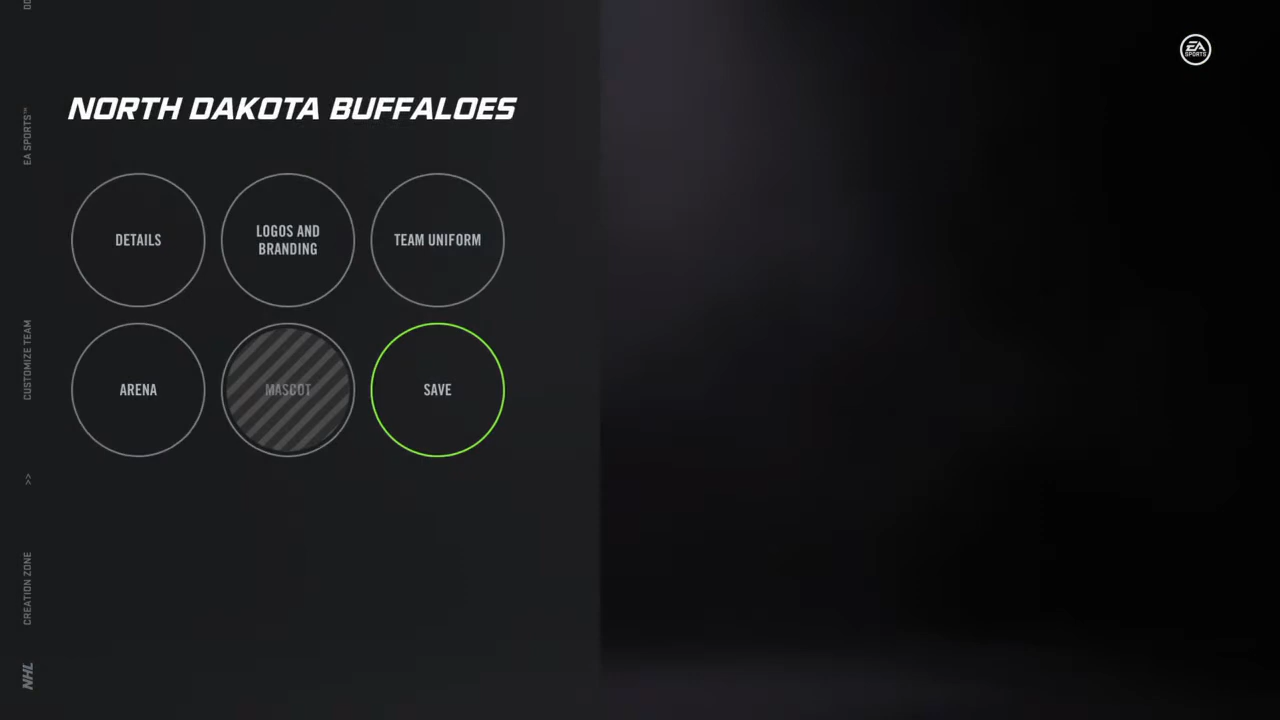 NORTH DAKOTA BUFFALOES
DETAILS
LOGOS AND
BRANDING
TEAM UNIFORM
ARENA
MASCOT
SAVE
NHL
CREATION ZONE
>>
CUSTOMIZE TEAM
EA SPORTS™
EA
SPORTS